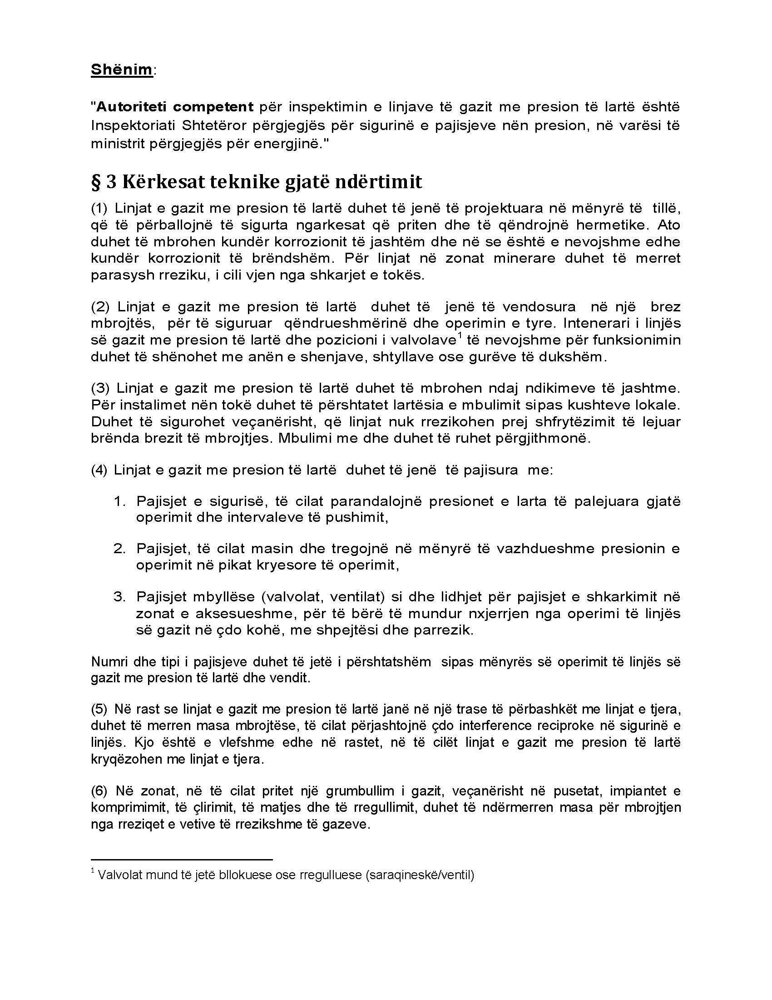 Shënim:
"Autoriteti competent për inspektimin e linjave të gazit me presion të lartë është
Inspektoriati Shtetëror përgjegjës për sigurinë e pajisjeve nën presion, në varësi të
ministrit përgjegjës për energjinë."
§ 3 Kërkesat teknike gjatë ndërtimit
(1) Linjat e gazit me presion të lartë duhet të jenë të projektuara në mënyrë të tillë,
që të përballojnë të sigurta ngarkesat që priten dhe të qëndrojnë hermetike. Ato
duhet të mbrohen kundër korrozionit të jashtëm dhe në se është e nevojshme edhe
kundër korrozionit të brëndshëm. Për linjat në zonat minerare duhet të merret
parasysh rreziku, i cili vjen nga shkarjet e tokës.
(2) Linjat e gazit me presion të lartë duhet të jenë të vendosura në një brez
mbrojtës, për të siguruar qëndrueshmërinë dhe operimin e tyre. Intenerari i linjës
së gazit me presion të lartë dhe pozicioni i valvolave1 të nevojshme për funksionimin
duhet të shënohet me anën e shenjave, shtyllave ose gurëve të dukshëm.
(3) Linjat e gazit me presion të lartë duhet të mbrohen ndaj ndikimeve të jashtme.
Për instalimet nën tokë duhet të përshtatet lartësia e mbulimit sipas kushteve lokale.
Duhet të sigurohet veçanërisht, që linjat nuk rrezikohen prej shfrytëzimit të lejuar
brënda brezit të mbrojtjes. Mbulimi me dhe duhet të ruhet përgjithmonë.
(4) Linjat e gazit me presion të lartë duhet të jenë të pajisura me:
1. Pajisjet e sigurisë, të cilat parandalojnë presionet e larta të palejuara gjatë
operimit dhe intervaleve të pushimit,
2. Pajisjet, të cilat masin dhe tregojnë në mënyrë të vazhdueshme presionin e
operimit në pikat kryesore të operimit,
3. Pajisjet mbyllëse (valvolat, ventilat) si dhe lidhjet për pajisjet e shkarkimit në
zonat e aksesueshme, për të bërë të mundur nxjerrjen nga operimi të linjës
së gazit në çdo kohë, me shpejtësi dhe parrezik.
Numri dhe tipi i pajisjeve duhet të jetë i përshtatshëm sipas mënyrës së operimit të linjës së
gazit me presion të lartë dhe vendit.
(5) Në rast se linjat e gazit me presion të lartë janë në një trase të përbashkët me linjat e tjera,
duhet të merren masa mbrojtëse, të cilat përjashtojnë çdo interference reciproke në sigurinë e
linjës. Kjo është e vlefshme edhe në rastet, në të cilët linjat e gazit me presion të lartë
kryqëzohen me linjat e tjera.
(6) Në zonat, në të cilat pritet një grumbullim i gazit, veçanërisht në pusetat, impiantet e
komprimimit, të çlirimit, të matjes dhe të rregullimit, duhet të ndërmerren masa për mbrojtjen
nga rreziqet e vetive të rrezikshme të gazeve.
1 Valvolat mund të jetë bllokuese ose rregulluese (saraqineskë/ventil)